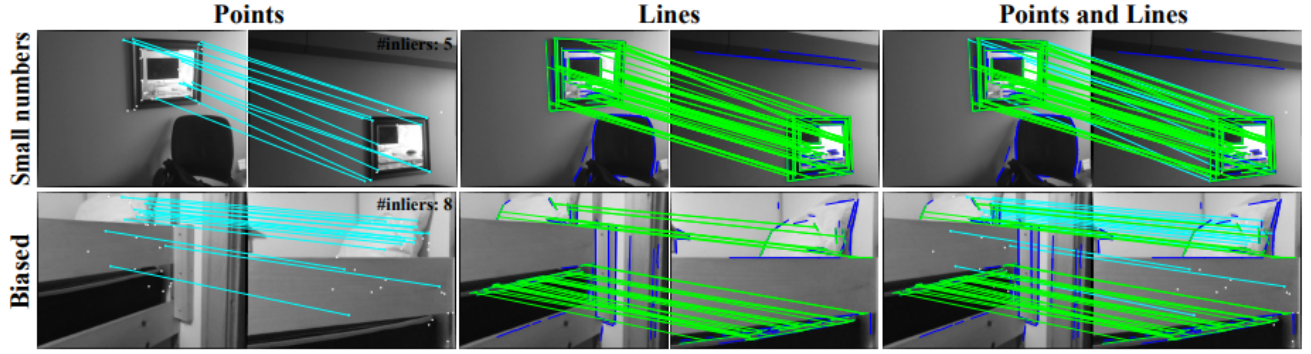 Points
Lines
Points and Lines
Small numbers
#inliers: 5
Biased
#inliers: 8